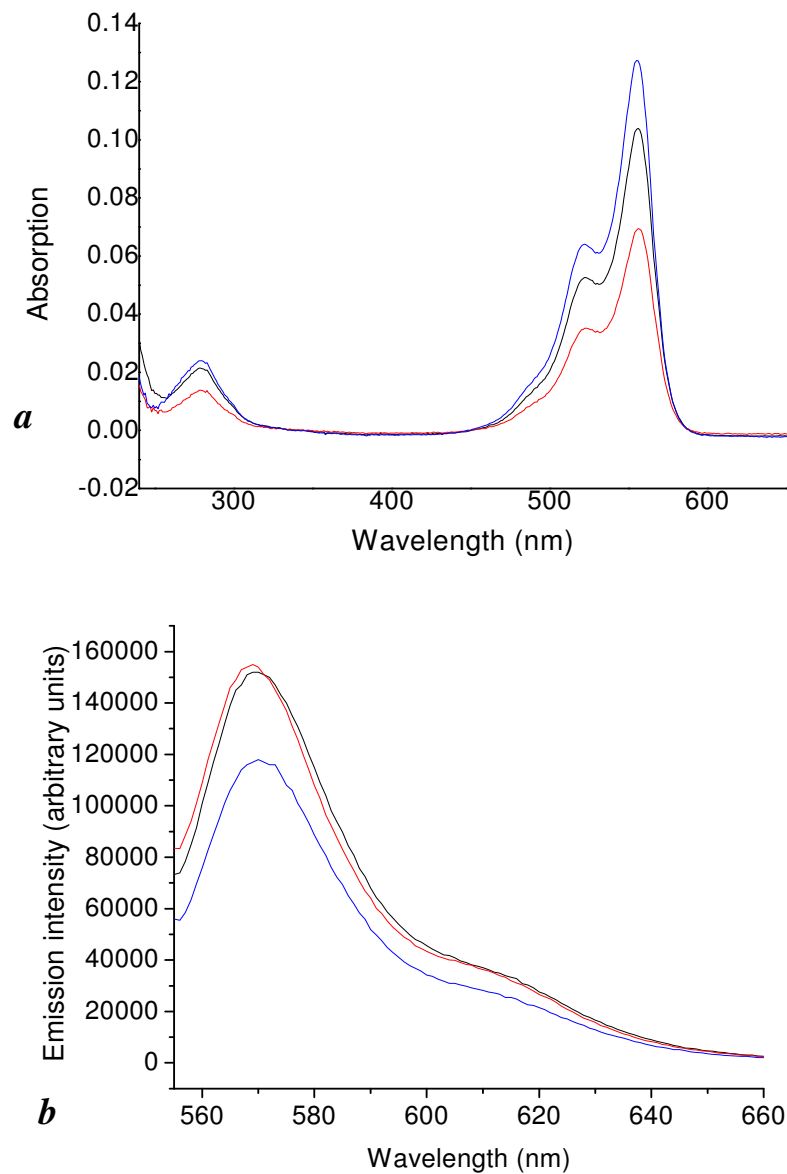 0.14
0.12
0.10
0.08
0.06
0.04
0.02
0.00
-0.02
Absorption
a
300 400 500 600
Wavelength (nm)
160000
140000
120000
100000
80000
60000
40000
20000
0
Emission intensity (arbitrary units)
b
560 580 600 620 640 660
Wavelength (nm)